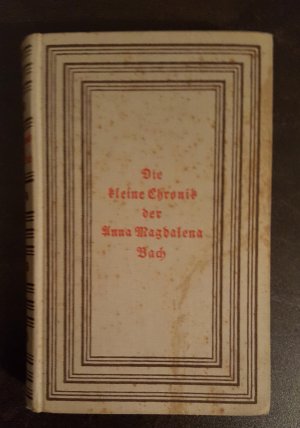 Die
kleine Chronik
der
Anna Magdalena
Bach